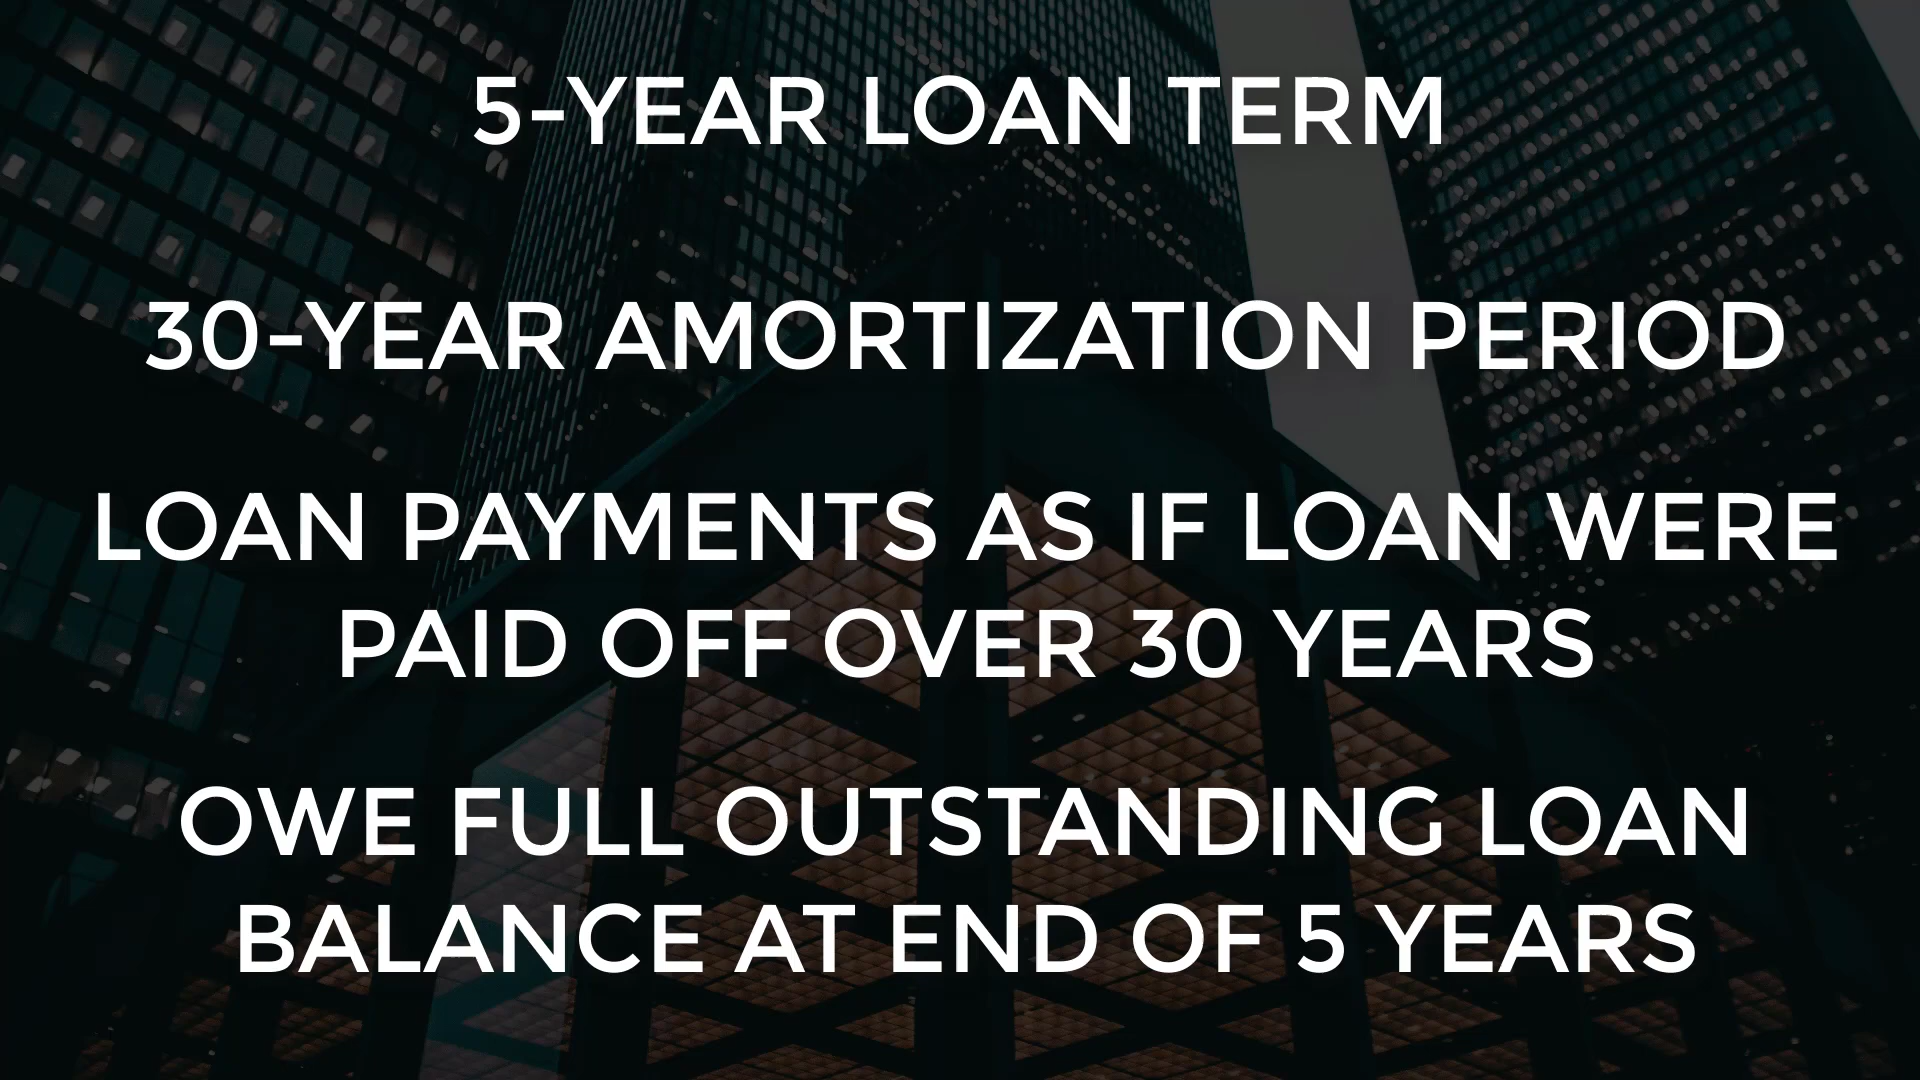 5-YEAR LOAN TERM
30-YEAR AMORTIZATION PERIOD
LOAN PAYMENTS AS IF LOAN WERE
PAID OFF OVER 30 YEARS
OWE FULL OUTSTANDING LOAN
BALANCE AT END OF 5 YEARS